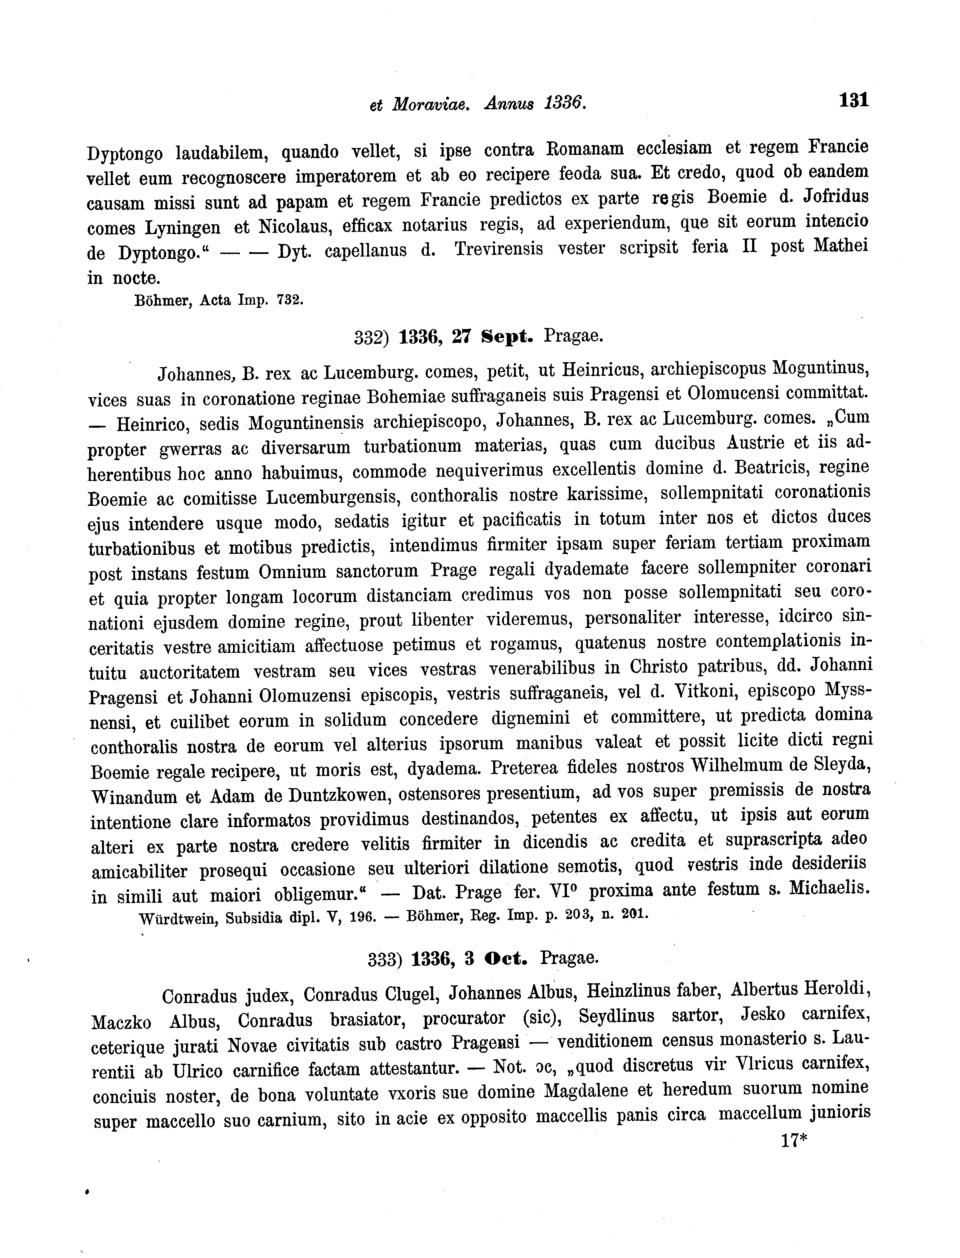 et Moraviae. Annus 1336. 131
Dyptongo laudabilem, quando vellet, si ipse contra Romanam ecclesiam et regem Francie
vellet eum recognoscere imperatorem et ab eo recipere feoda sua. Et credo, quod ob eandem
causam missi sunt ad papam et regem Francie predictos ex parte regis Boemie d. Jofridus
comes Lyningen et Nicolaus, efficax notarius regis, ad experiendum, que sit eorum intencio
de Dyptongo.“ — — Dyt. capellanus d. Trevirensis vester scripsit feria II post Mathei
in nocte.
Böhmer, Acta Imp. 732.
332) 1336, 27 Sept. Pragae.
Johannes, B. rex ac Lucemburg. comes, petit, ut Heinricus, archiepiscopus Moguntinus,
vices suas in coronatione reginae Bohemiae suffraganeis suis Pragensi et Olomucensi committat.
— Heinrico, sedis Moguntinensis archiepiscopo, Johannes, B. rex ac Lucemburg. comes. „Cum
propter gwerras ac diversarum turbationum materias, quas cum ducibus Austrie et iis ad-
herentibus hoc anno habuimus, commode nequiverimus excellentis domine d. Beatricis, regine
Boemie ac comitisse Lucemburgensis, conthoralis nostre karissime, sollempnitati coronationis
ejus intendere usque modo, sedatis igitur et pacificatis in totum inter nos et dictos duces
turbationibus et motibus predictis, intendimus firmiter ipsam super feriam tertiam proximam
post instans festum Omnium sanctorum Prage regali dyademate facere sollempniter coronari
et quia propter longam locorum distanciam credimus vos non posse sollempnitati seu coro-
nationi ejusdem domine regine, prout libenter videremus, personaliter interesse, idcirco sin-
ceritatis vestre amicitiam affectuose petimus et rogamus, quatenus nostre contemplationis in-
tuitu auctoritatem vestram seu vices vestras venerabilibus in Christo patribus, dd. Johanni
Pragensi et Johanni Olomuzensi episcopis, vestris suffraganeis, vel d. Vitkoni, episcopo Myss-
nensi, et cuilibet eorum in solidum concedere dignemini et committere, ut predicta domina
conthoralis nostra de eorum vel alterius ipsorum manibus valeat et possit licite dicti regni
Boemie regale recipere, ut moris est, dyadema. Preterea fideles nostros Wilhelmum de Sleyda,
Winandum et Adam de Duntzkowen, ostensores presentium, ad vos super premissis de nostra
intentione clare informatos providimus destinandos, petentes ex affectu, ut ipsis aut eorum
alteri ex parte nostra credere velitis firmiter in dicendis ac credita et suprascripta adeo
amicabiliter prosequi occasione seu ulteriori dilatione semotis, quod vestris inde desideriis
in simili aut maiori obligemur.“ — Dat. Prage fer. VIº proxima ante festum s. Michaelis.
Würdtwein, Subsidia dipl. V, 196. — Böhmer, Reg. Imp. p. 203, n. 201.
333) 1336, 3 Oct. Pragae.
Conradus judex, Conradus Clugel, Johannes Albus, Heinzlinus faber, Albertus Heroldi,
Maczko Albus, Conradus brasiator, procurator (sic), Seydlinus sartor, Jesko carnifex,
ceterique jurati Novae civitatis sub castro Pragensi — venditionem census monasterio s. Lau-
rentii ab Ulrico carnifice factam attestantur. — Not. ɔc, „quod discretus vir Vlricus carnifex,
conciuis noster, de bona voluntate vxoris sue domine Magdalene et heredum suorum nomine
super maccello suo carnium, sito in acie ex opposito maccellis panis circa maccellum junioris
17*